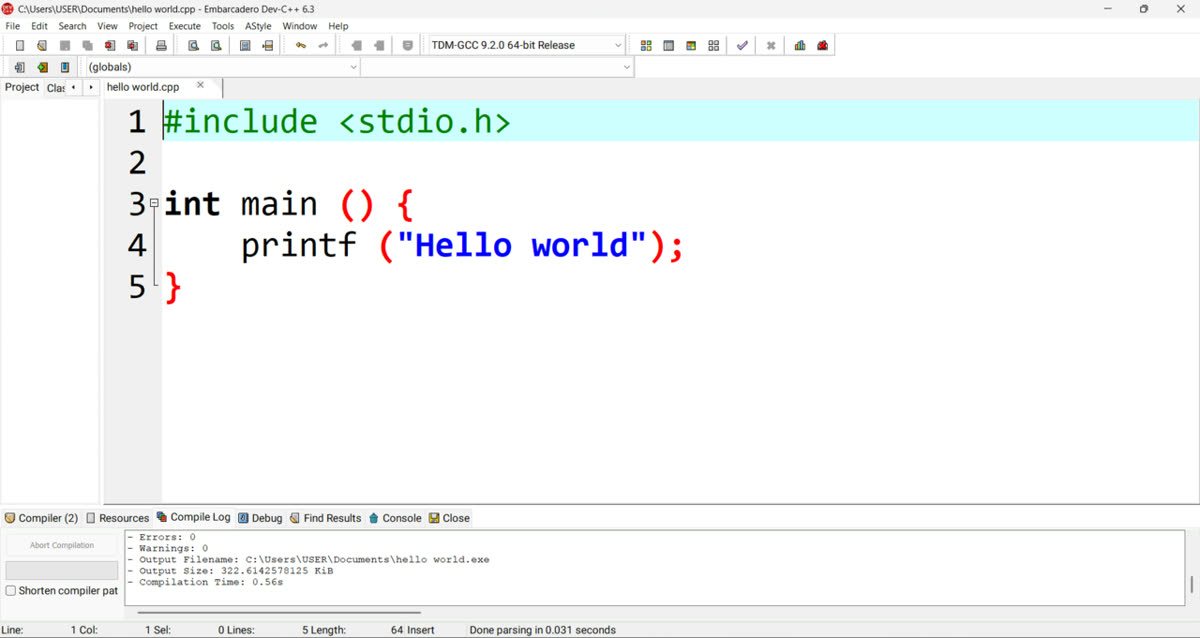 C:\Users\USER\Documents\hello world.cpp - Embarcadero Dev-C++ 6.3
File Edit Search View Project Execute Tools AStyle Window Help
TDM-GCC 9.2.0 64-bit Release
(globals)
Project Clas hello world.cpp
1 #include <stdio.h>
2
3 int main () {
4 printf ("Hello world");
5 }
Compiler (2) Resources Compile Log Debug Find Results Console Close
Abort Compilation
Shorten compiler pat
- Errors: 0
- Warnings: 0
- Output Filename: C:\Users\USER\Documents\hello world.exe
- Output Size: 322.6142578125 KiB
- Compilation Time: 0.56s
Line: 1 Col: 1 Sel: 0 Lines: 5 Length: 64 Insert Done parsing in 0.031 seconds